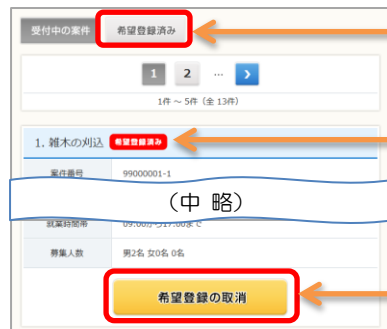 受付中の案件 希望登録済み
1 2 … >
1件 ~ 5件 (全 13件)
1. 雑木の刈込 希望登録済み
案件番号 99000001-1
(中 略)
就業時間帯 09:00から17:00まで
募集人数 男2名 女0名 0名
希望登録の取消